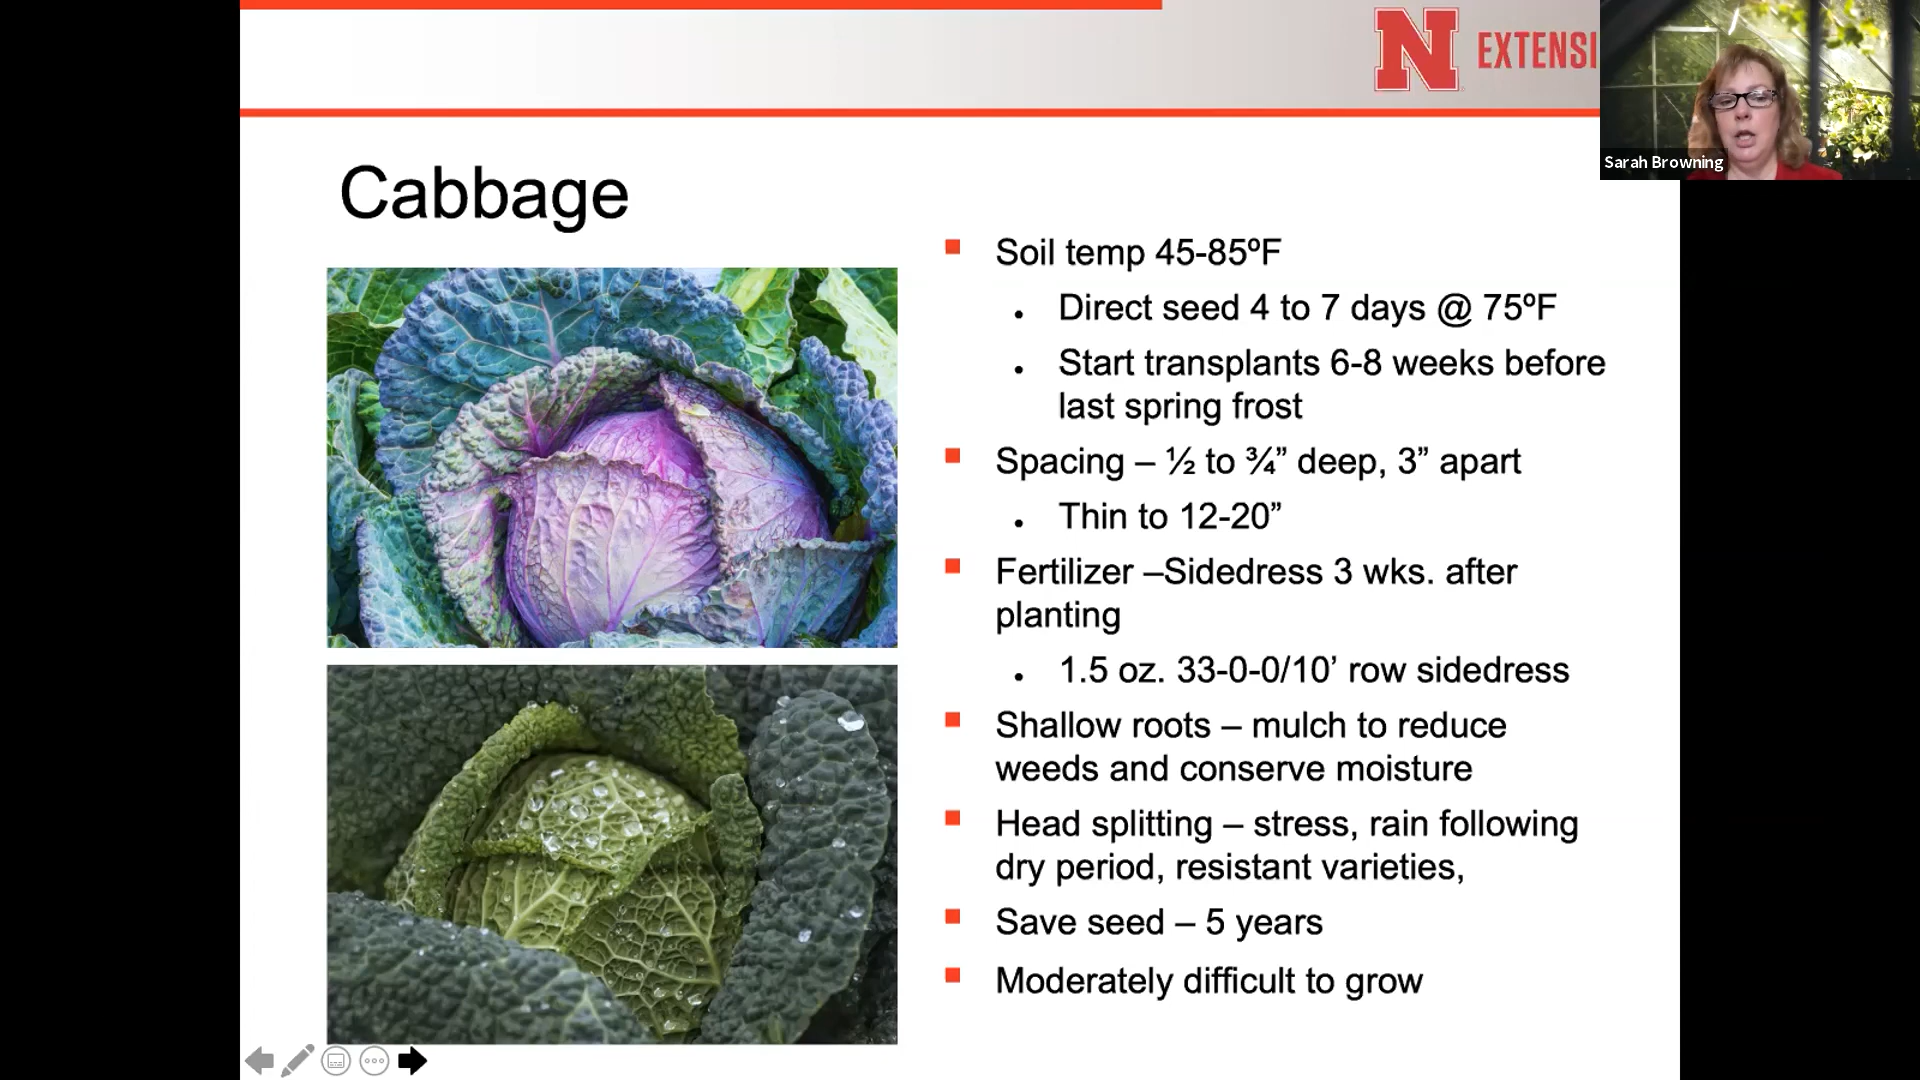 N EXTENSI
Sarah Browning
Cabbage
Soil temp 45-85ºF
Direct seed 4 to 7 days @ 75ºF
Start transplants 6-8 weeks before
last spring frost
Spacing – ½ to ¾” deep, 3” apart
Thin to 12-20”
Fertilizer –Sidedress 3 wks. after
planting
1.5 oz. 33-0-0/10’ row sidedress
Shallow roots – mulch to reduce
weeds and conserve moisture
Head splitting – stress, rain following
dry period, resistant varieties,
Save seed – 5 years
Moderately difficult to grow